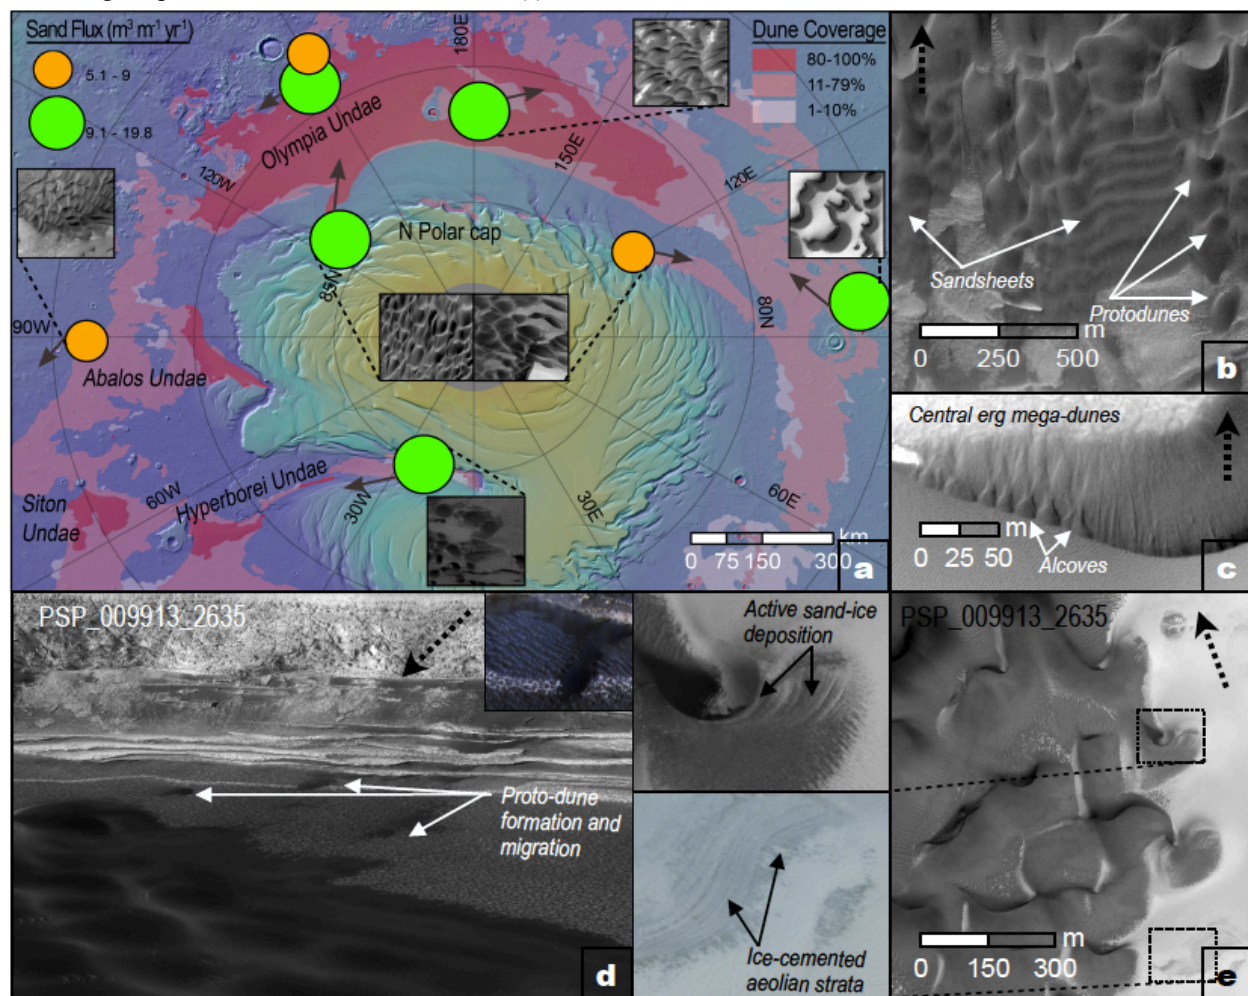 Sand Flux (m³ m⁻¹ yr⁻¹)
5.1 - 9
9.1 - 19.8
Dune Coverage
80-100%
11-79%
1-10%
180E
150E
120E
120W
Olympia Undae
N Polar cap
85N
80N
90W
Abalos Undae
Hyperborei Undae
Siton
Undae
60W
30W
30E
60E
km
0 75 150 300
a
Sandsheets
Protodunes
m
0 250 500
b
Central erg mega-dunes
m
0 25 50
Alcoves
c
PSP_009913_2635
Proto-dune
formation and
migration
d
Active sand-ice
deposition
Ice-cemented
aeolian strata
PSP_009913_2635
m
0 150 300
e